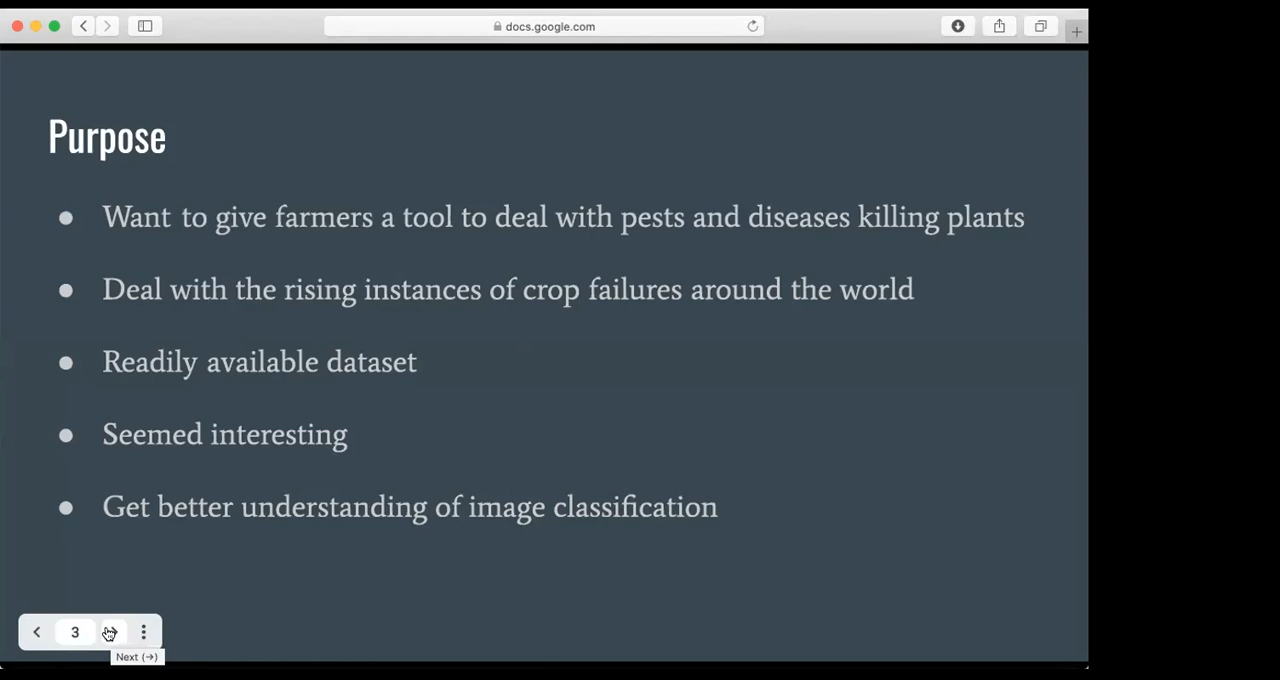 docs.google.com
Purpose
● Want to give farmers a tool to deal with pests and diseases killing plants
● Deal with the rising instances of crop failures around the world
● Readily available dataset
● Seemed interesting
● Get better understanding of image classification
3
Next (→)